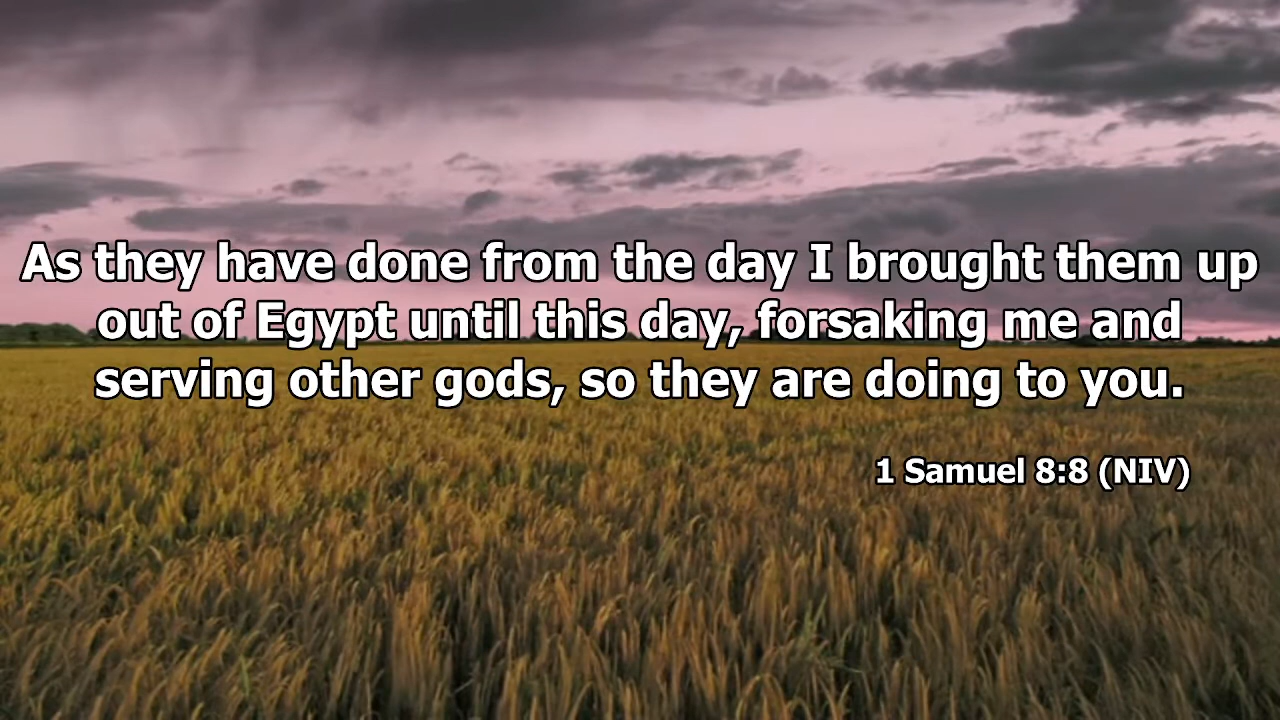 As they have done from the day I brought them up
out of Egypt until this day, forsaking me and
serving other gods, so they are doing to you.
1 Samuel 8:8 (NIV)